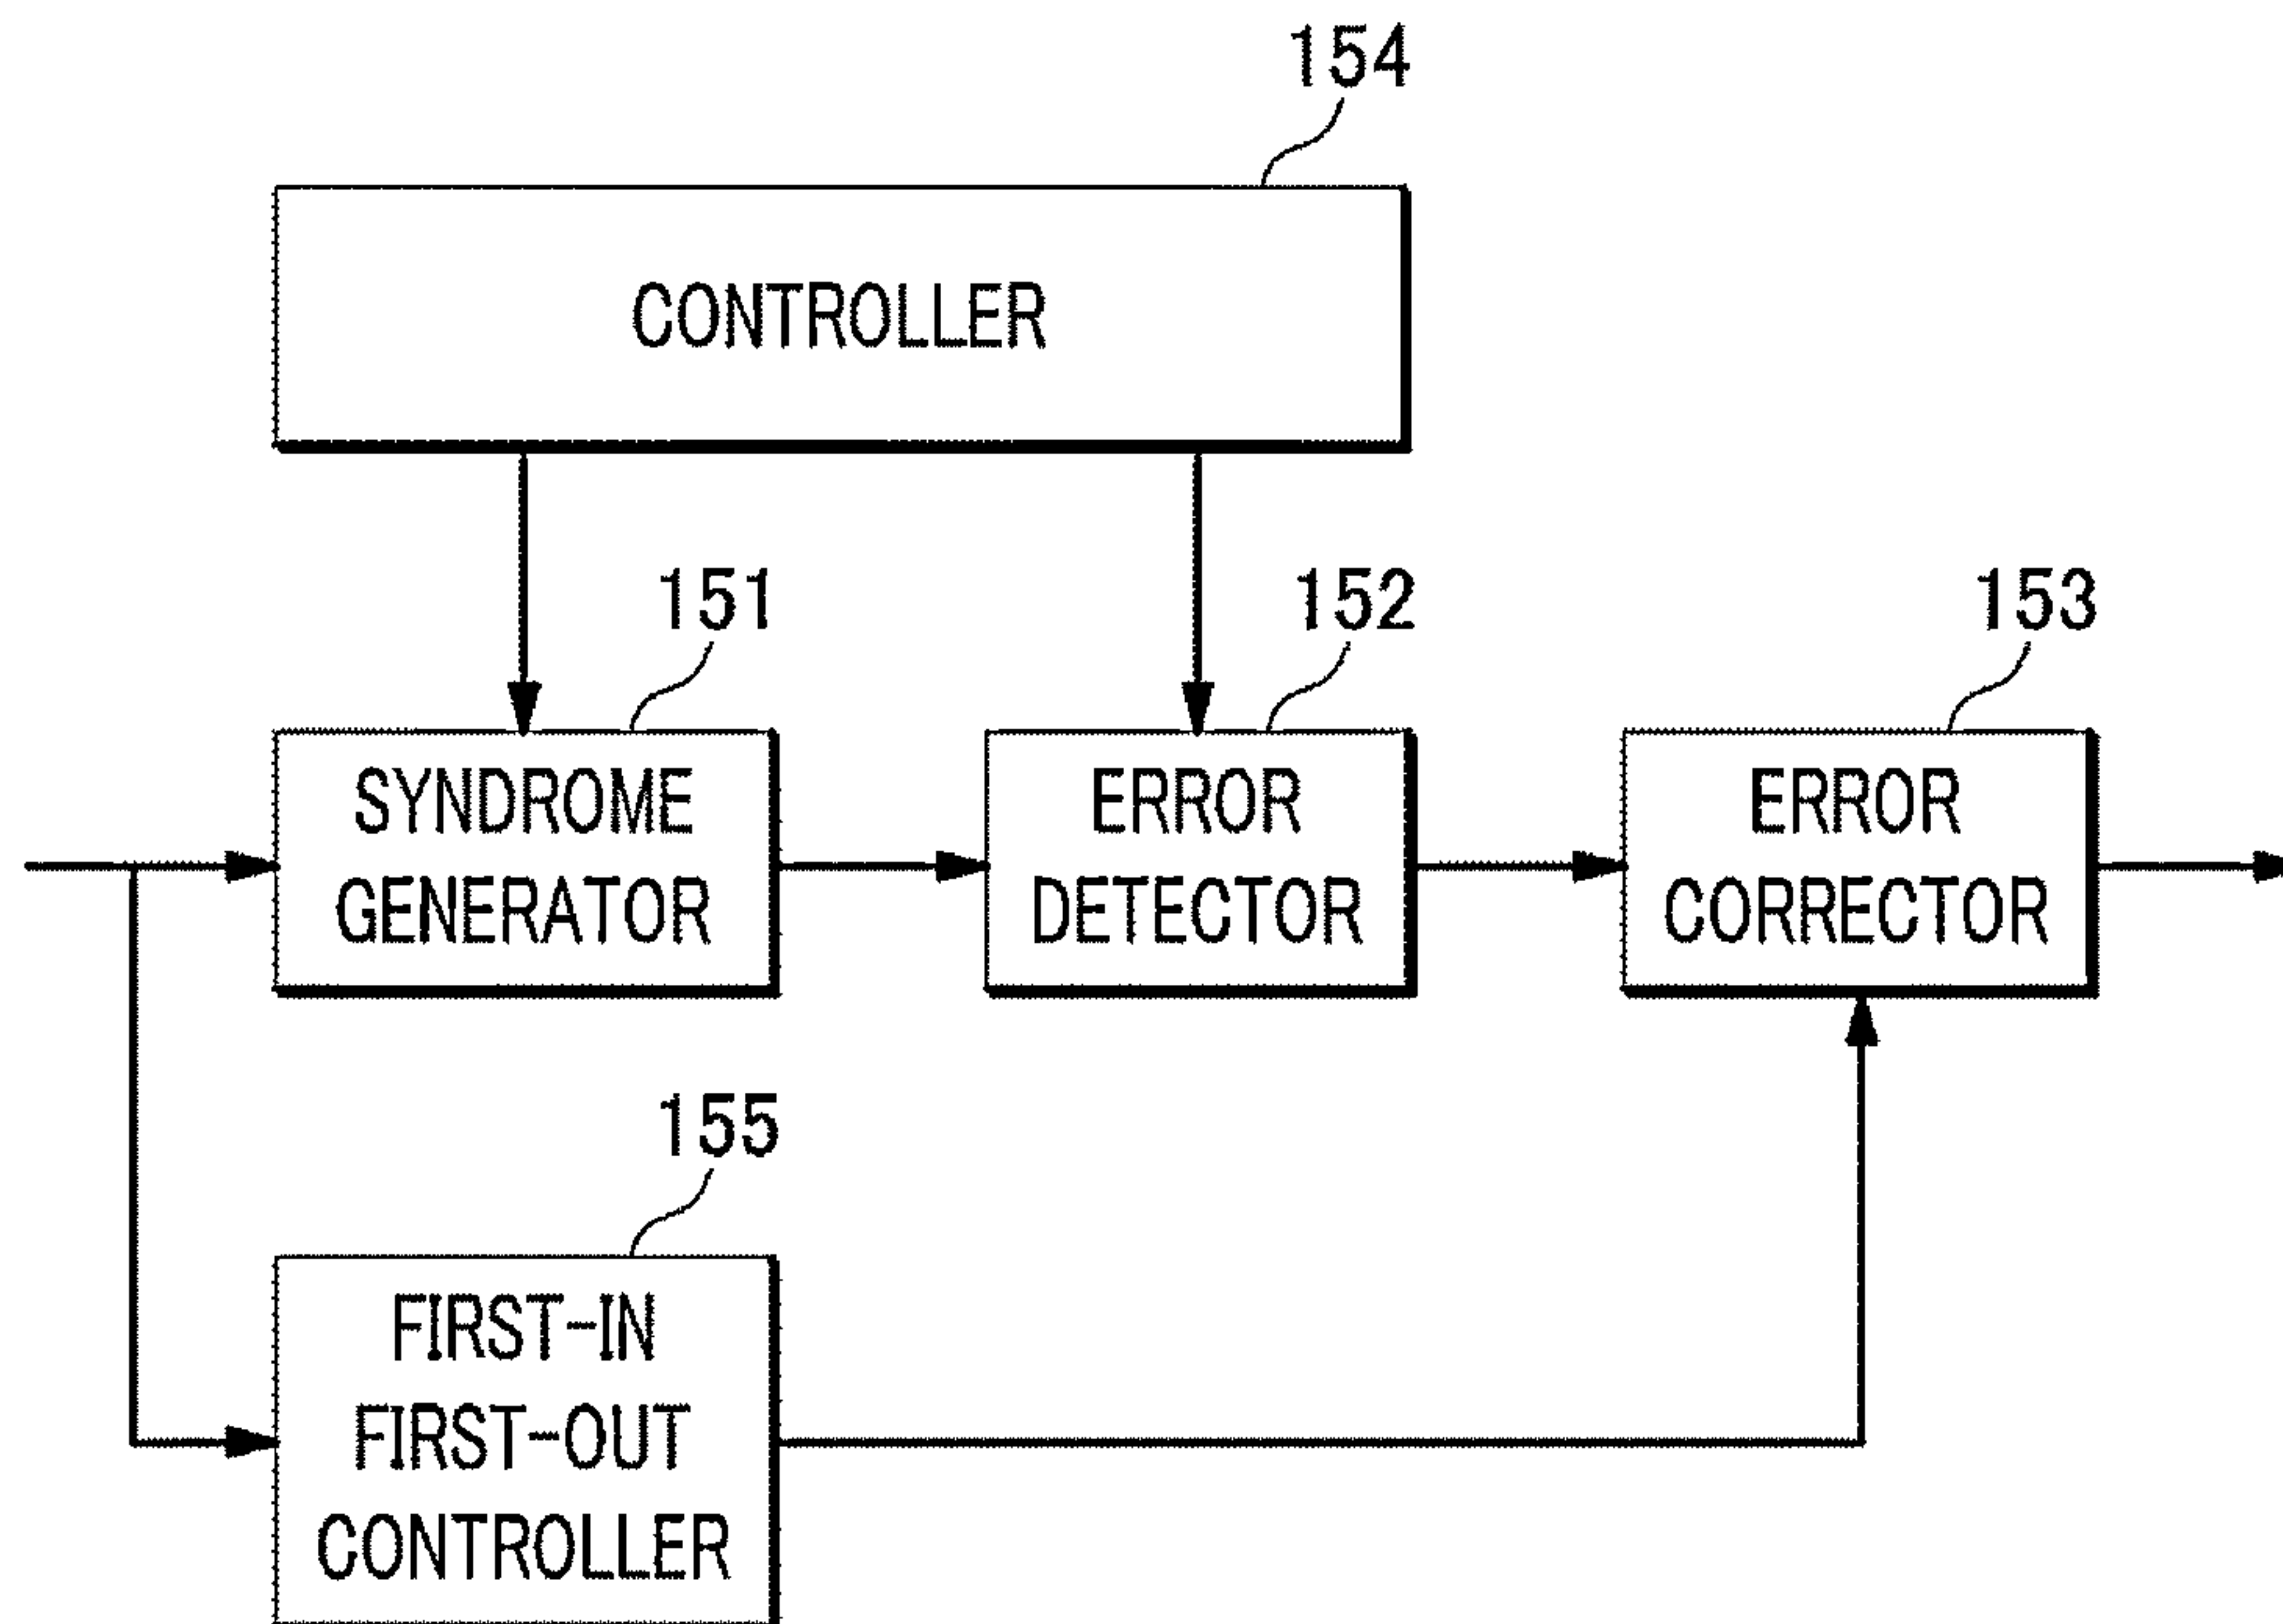 154
CONTROLLER
151
152
153
SYNDROME
GENERATOR
ERROR
DETECTOR
ERROR
CORRECTOR
155
FIRST-IN
FIRST-OUT
CONTROLLER